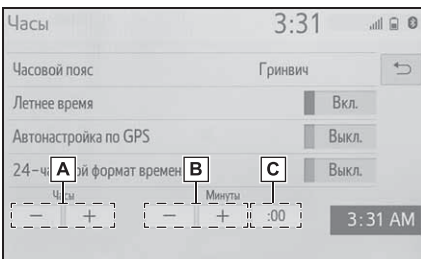 Часы 3:31
Часовой пояс Гринвич
Летнее время Вкл.
Автонастройка по GPS Выкл.
24-ча й формат времен Выкл.
A B C
Часы Минуты
− + − + :00 3:31 AM